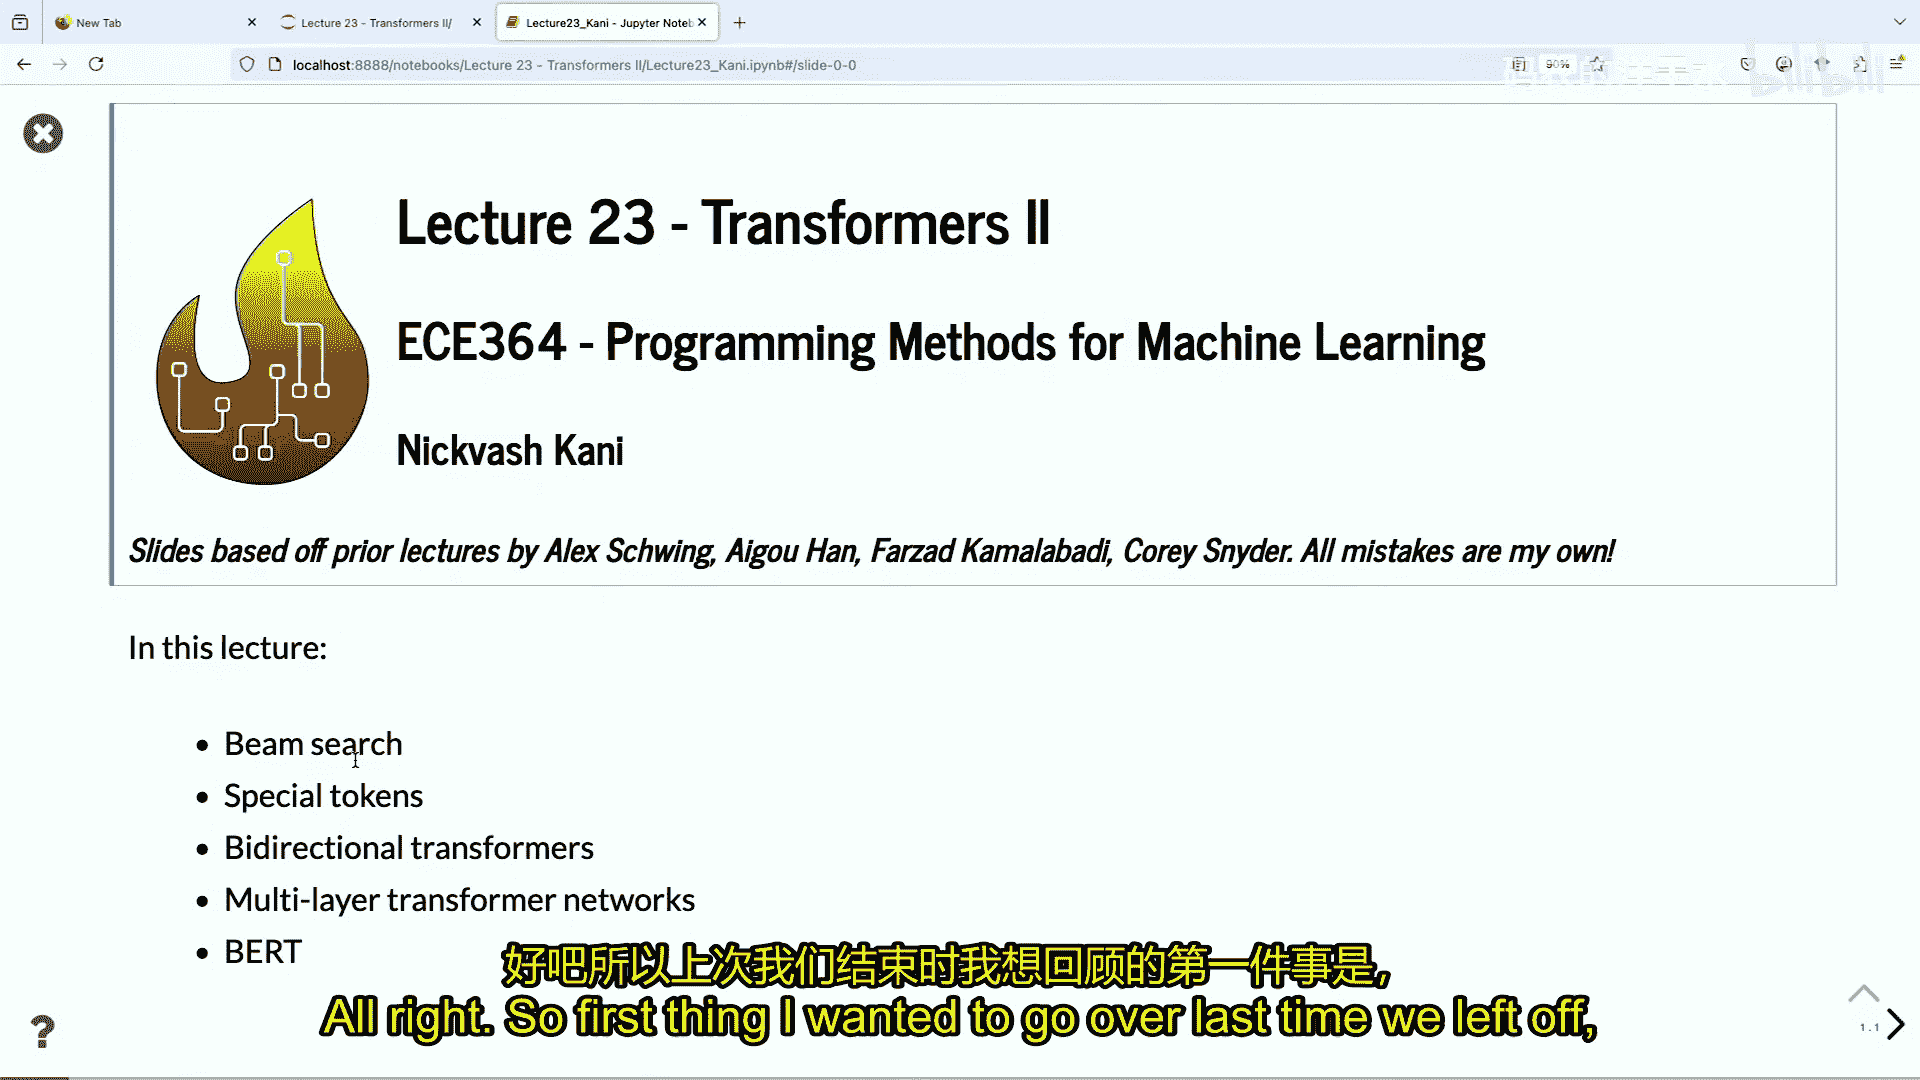 New Tab
Lecture 23 - Transformers II/
Lecture23_Kani - Jupyter Noteb
localhost:8888/notebooks/Lecture 23 - Transformers II/Lecture23_Kani.ipynb#/slide-0-0
90%
bilibili
Lecture 23 - Transformers II
ECE364 - Programming Methods for Machine Learning
Nickvash Kani
Slides based off prior lectures by Alex Schwing, Aigou Han, Farzad Kamalabadi, Corey Snyder. All mistakes are my own!
In this lecture:
• Beam search
• Special tokens
• Bidirectional transformers
• Multi-layer transformer networks
• BERT
好吧所以上次我们结束时我想回顾的第一件事是,
All right. So first thing I wanted to go over last time we left off,
?
1.1